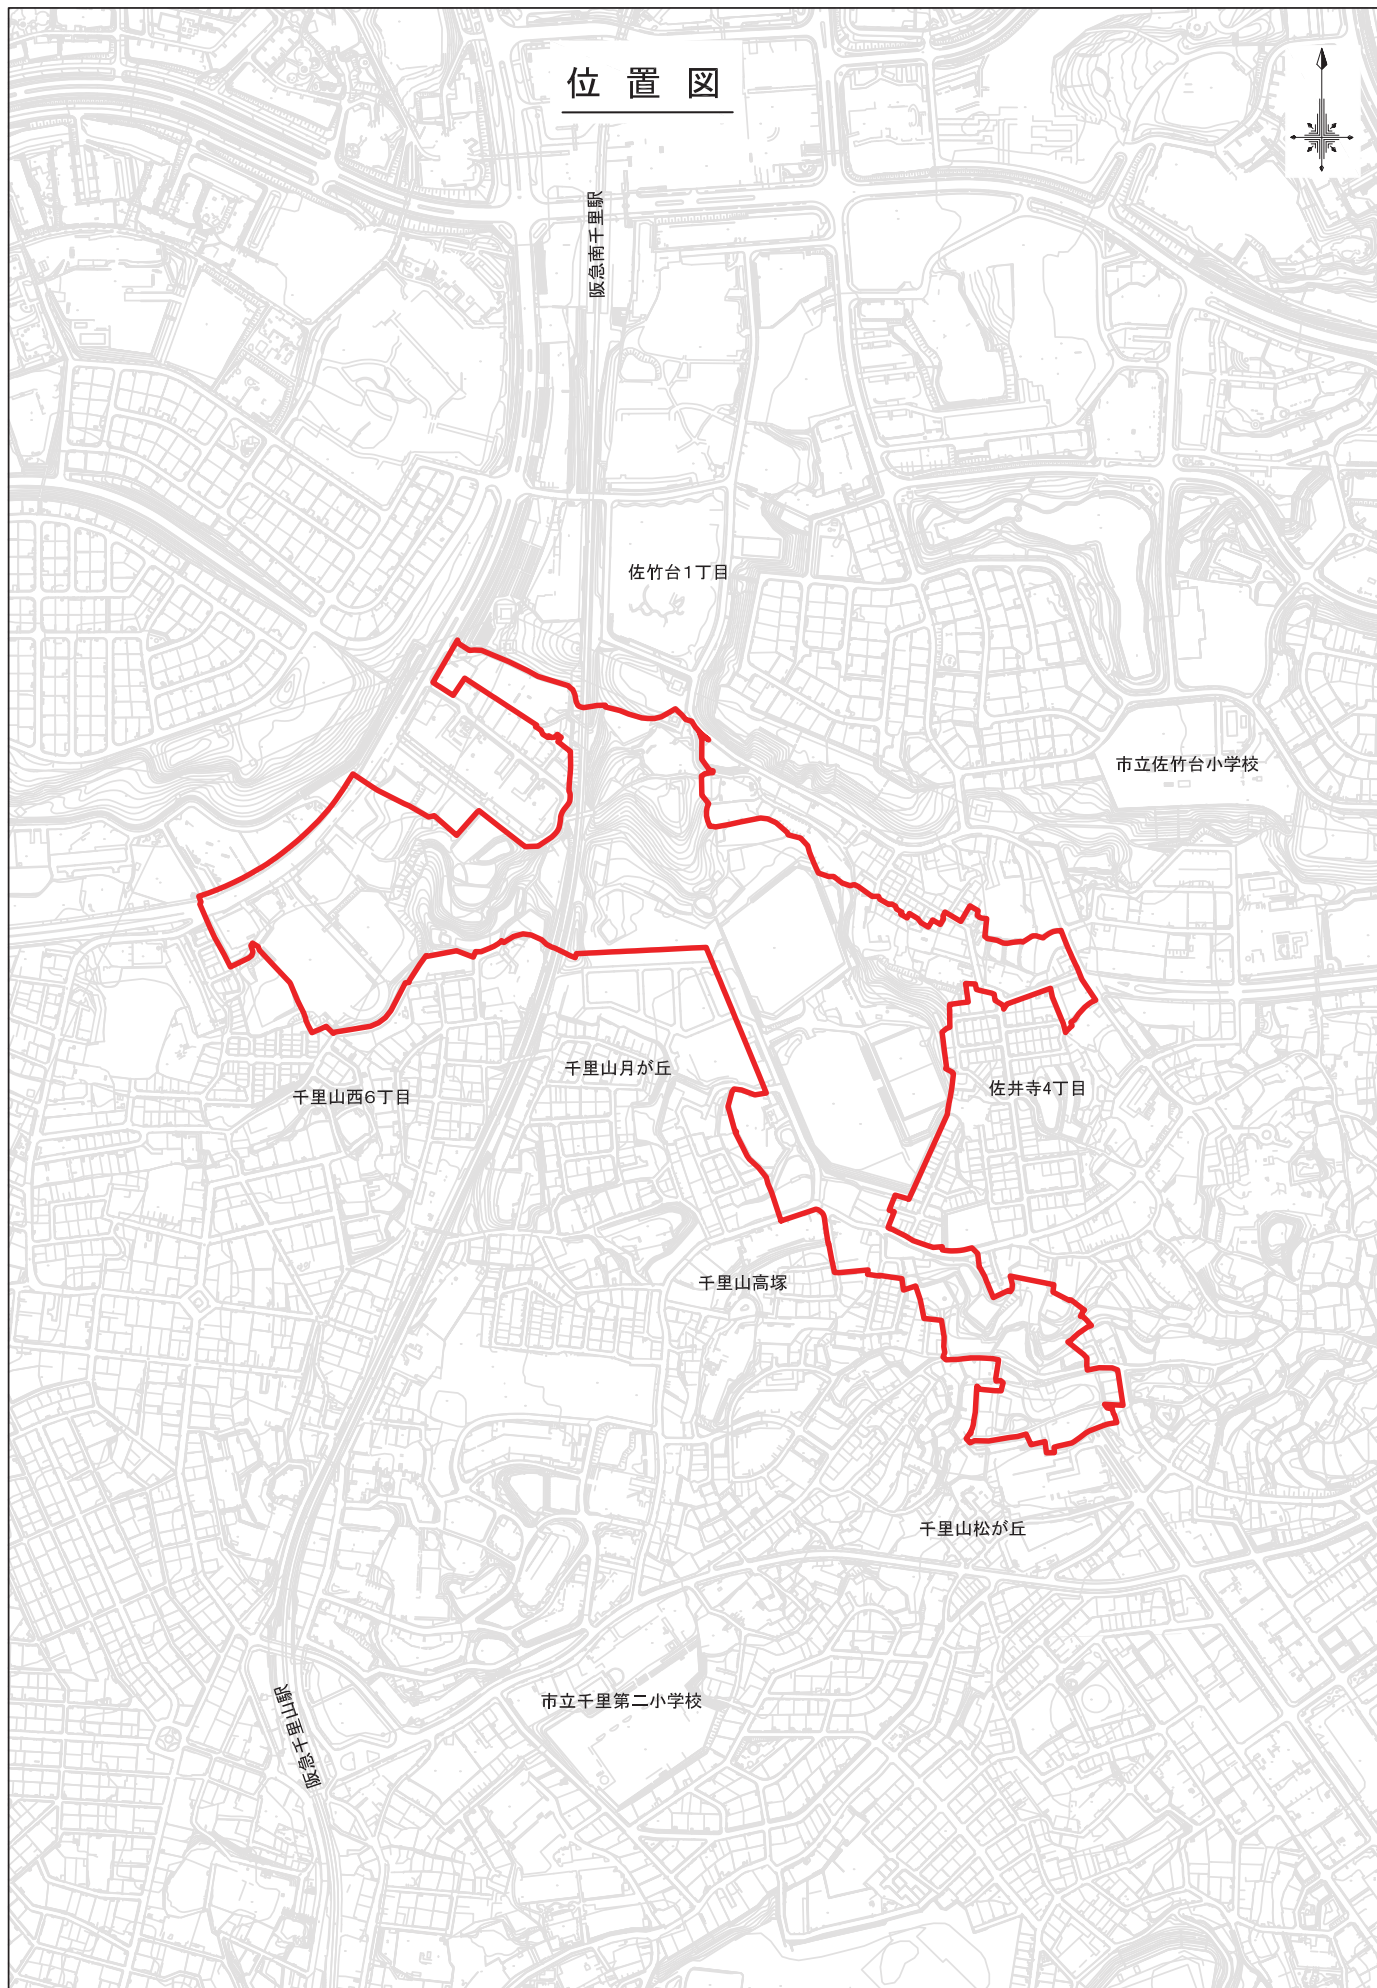 位置図
阪急南千里駅
佐竹台1丁目
市立佐竹台小学校
千里山月が丘
佐井寺4丁目
千里山西6丁目
千里山高塚
千里山松が丘
市立千里第二小学校
阪急千里山駅